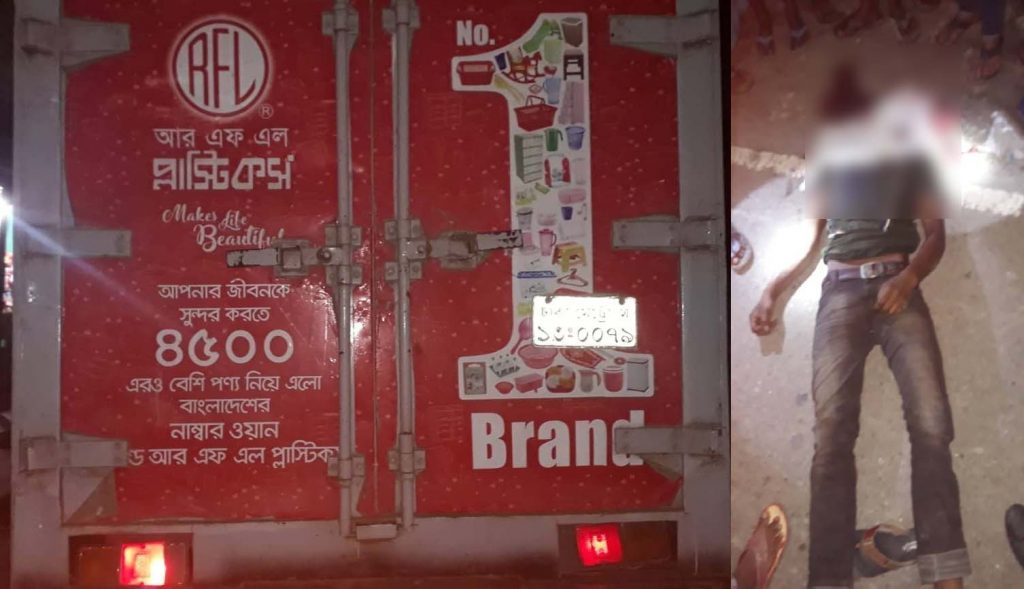 RFL
®
আর এফ এল
প্লাস্টিকস
Makes Life
Beautiful
আপনার জীবনকে
সুন্দর করতে
৪৫০০
এরও বেশি পণ্য নিয়ে এলো
বাংলাদেশের
নাম্বার ওয়ান
ড আর এফ এল প্লাস্টিক
No.
1
ঢাকা মেট্রো
Brand